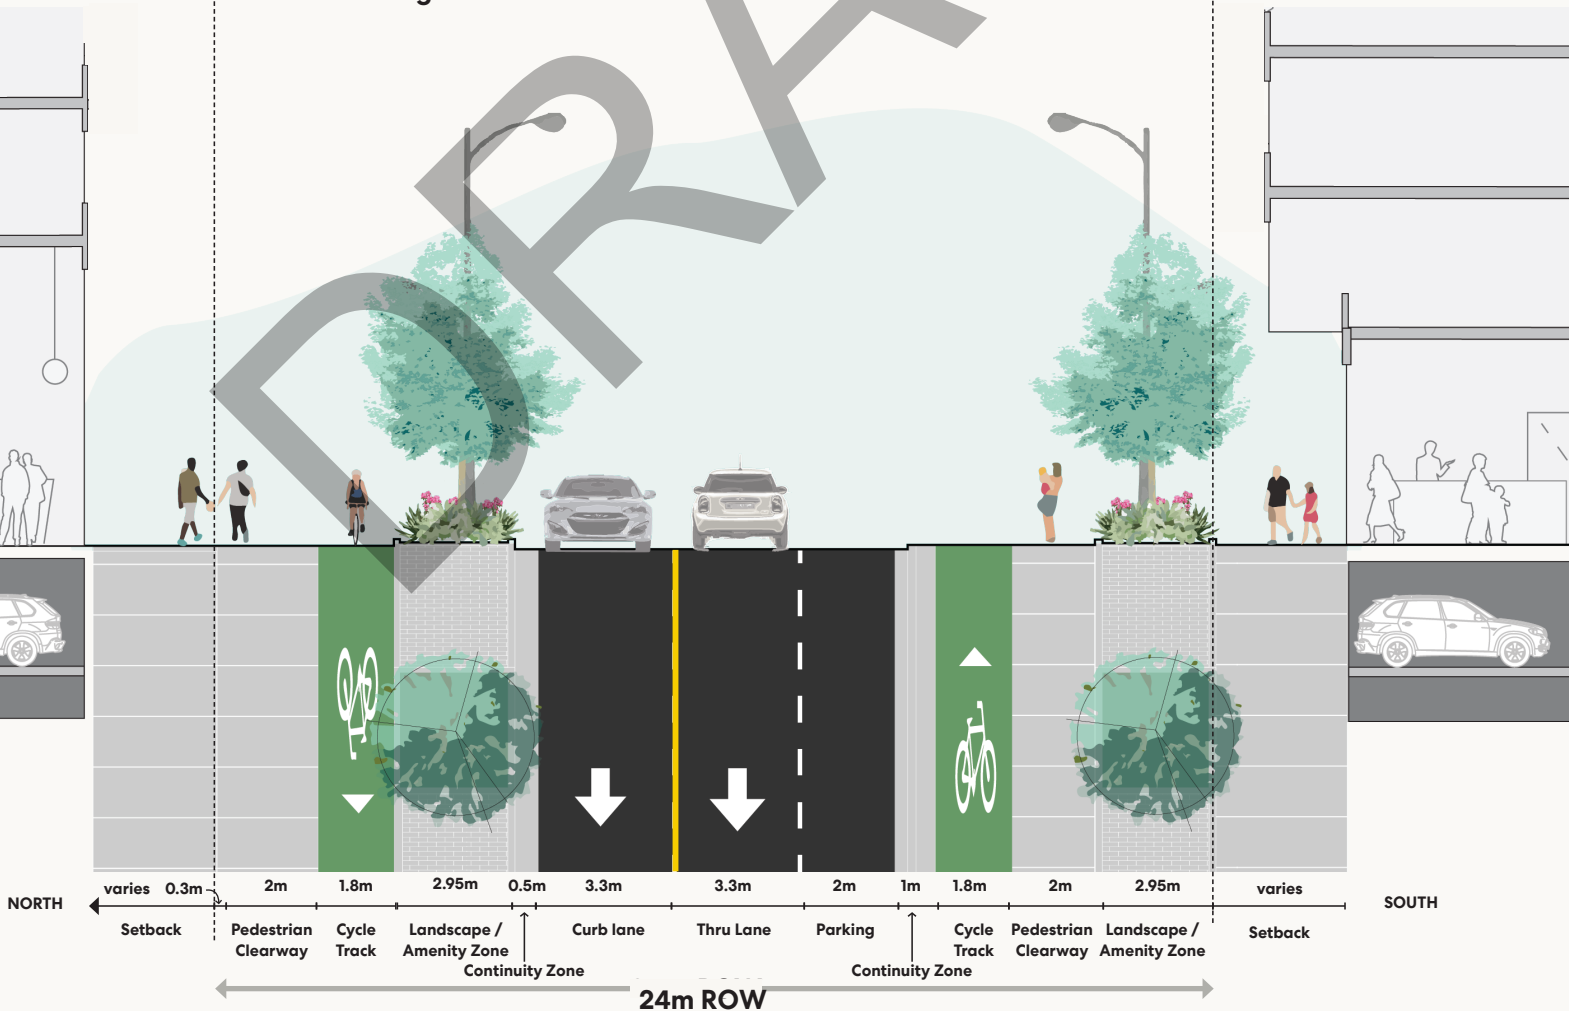 DRA
NORTH
varies 0.3m 2m 1.8m 2.95m 0.5m 3.3m 3.3m 2m 1m 1.8m 2m 2.95m varies
SOUTH
Setback
Pedestrian
Clearway
Cycle
Track
Landscape /
Amenity Zone
Continuity Zone
Curb lane
Thru Lane
Parking
Continuity Zone
Cycle
Track
Pedestrian
Clearway
Landscape /
Amenity Zone
Setback
24m ROW